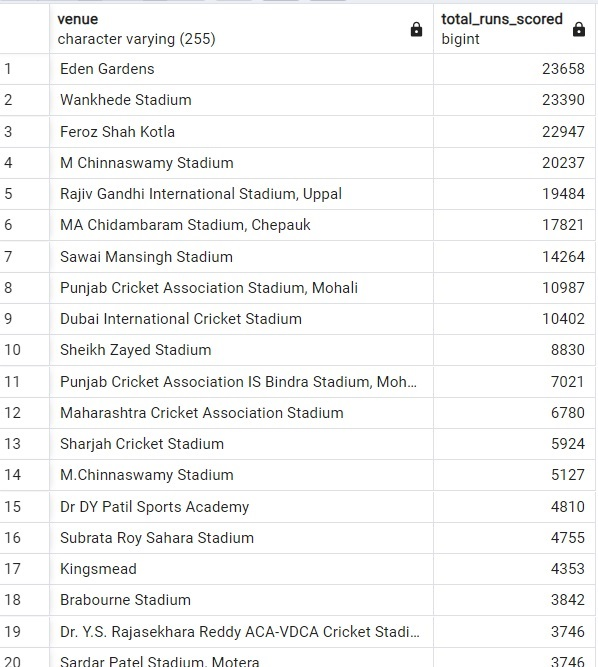 venue total_runs_scored
character varying (255) bigint
1 Eden Gardens 23658
2 Wankhede Stadium 23390
3 Feroz Shah Kotla 22947
4 M Chinnaswamy Stadium 20237
5 Rajiv Gandhi International Stadium, Uppal 19484
6 MA Chidambaram Stadium, Chepauk 17821
7 Sawai Mansingh Stadium 14264
8 Punjab Cricket Association Stadium, Mohali 10987
9 Dubai International Cricket Stadium 10402
10 Sheikh Zayed Stadium 8830
11 Punjab Cricket Association IS Bindra Stadium, Moh... 7021
12 Maharashtra Cricket Association Stadium 6780
13 Sharjah Cricket Stadium 5924
14 M.Chinnaswamy Stadium 5127
15 Dr DY Patil Sports Academy 4810
16 Subrata Roy Sahara Stadium 4755
17 Kingsmead 4353
18 Brabourne Stadium 3842
19 Dr. Y.S. Rajasekhara Reddy ACA-VDCA Cricket Stadi... 3746
20 Sardar Patel Stadium, Motera 3746